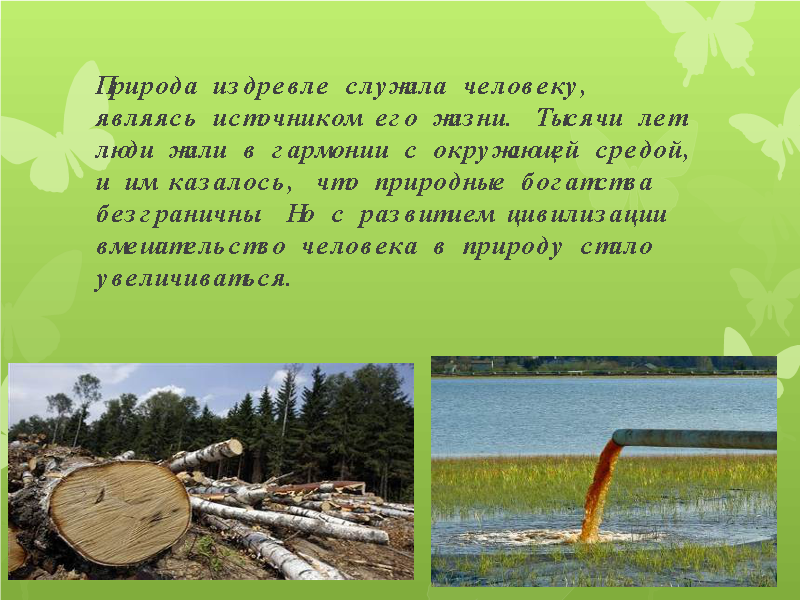 Природа издревле служила человеку,
являясь источником его жизни. Тысячи лет
люди жили в гармонии с окружающей средой,
и им казалось, что природные богатства
безграничны. Но с развитием цивилизации
вмешательство человека в природу стало
увеличиваться.